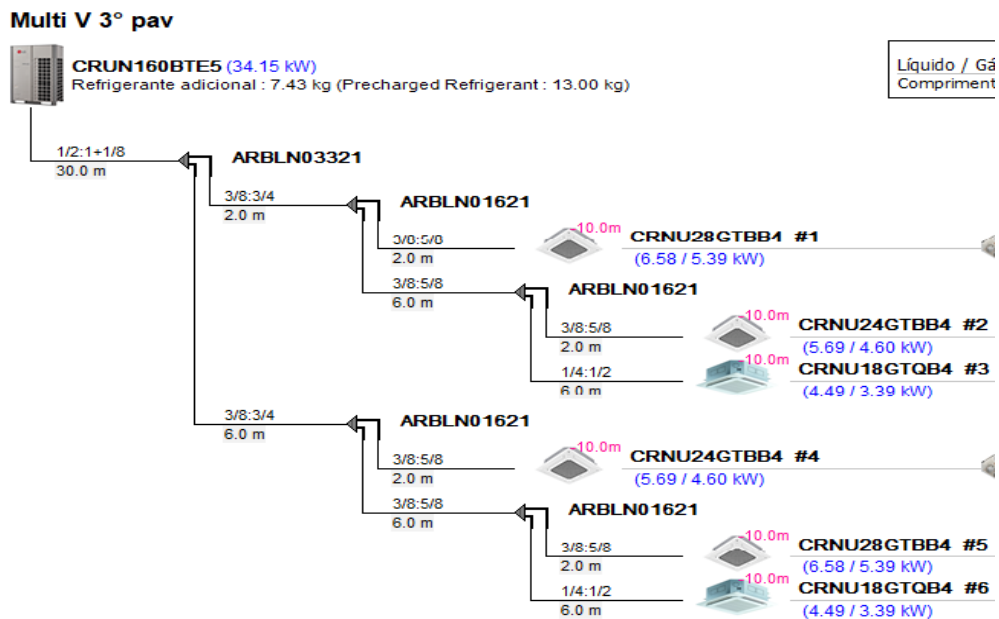 Multi V 3° pav
CRUN160BTE5 (34.15 kW)
Refrigerante adicional : 7.43 kg (Precharged Refrigerant : 13.00 kg)
Líquido / Gá
Compriment
1/2:1+1/8
30.0 m
ARBLN03321
3/8:3/4
2.0 m
ARBLN01621
3/8:5/8
2.0 m
-10.0m
CRNU28GTBB4 #1
(6.58 / 5.39 kW)
3/8:5/8
6.0 m
ARBLN01621
3/8:5/8
2.0 m
-10.0m
CRNU24GTBB4 #2
(5.69 / 4.60 kW)
1/4:1/2
6.0 m
-10.0m
CRNU18GTQB4 #3
(4.49 / 3.39 kW)
3/8:3/4
6.0 m
ARBLN01621
3/8:5/8
2.0 m
-10.0m
CRNU24GTBB4 #4
(5.69 / 4.60 kW)
3/8:5/8
6.0 m
ARBLN01621
3/8:5/8
2.0 m
-10.0m
CRNU28GTBB4 #5
(6.58 / 5.39 kW)
1/4:1/2
6.0 m
-10.0m
CRNU18GTQB4 #6
(4.49 / 3.39 kW)